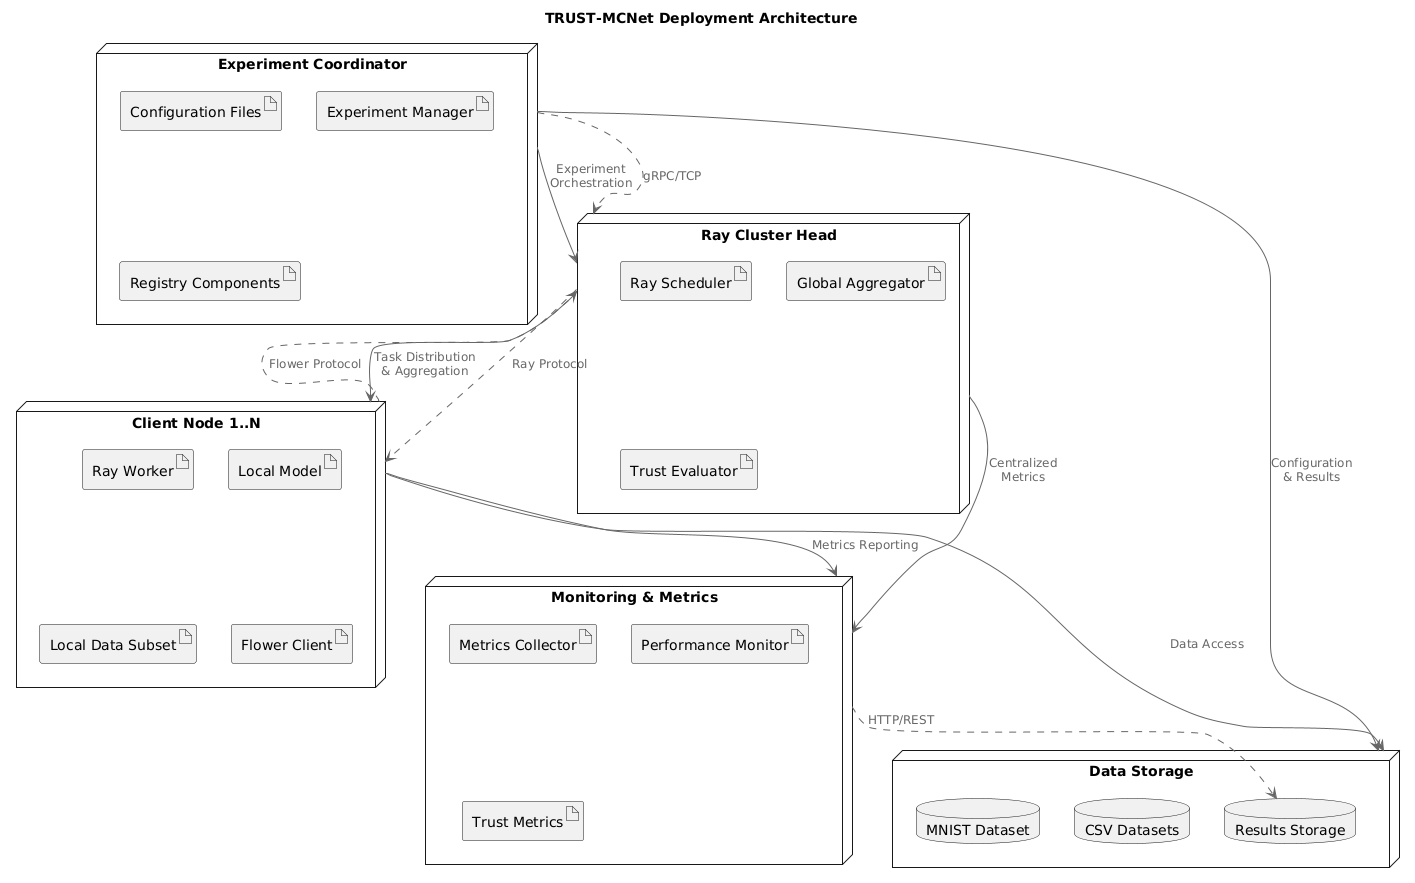 TRUST-MCNet Deployment Architecture
Experiment Coordinator
Configuration Files
Experiment Manager
Registry Components
Experiment
Orchestration
gRPC/TCP
Ray Cluster Head
Ray Scheduler
Global Aggregator
Trust Evaluator
Flower Protocol
Task Distribution
& Aggregation
Ray Protocol
Client Node 1..N
Ray Worker
Local Model
Local Data Subset
Flower Client
Centralized
Metrics
Configuration
& Results
Metrics Reporting
Monitoring & Metrics
Metrics Collector
Performance Monitor
Trust Metrics
Data Access
HTTP/REST
Data Storage
MNIST Dataset
CSV Datasets
Results Storage